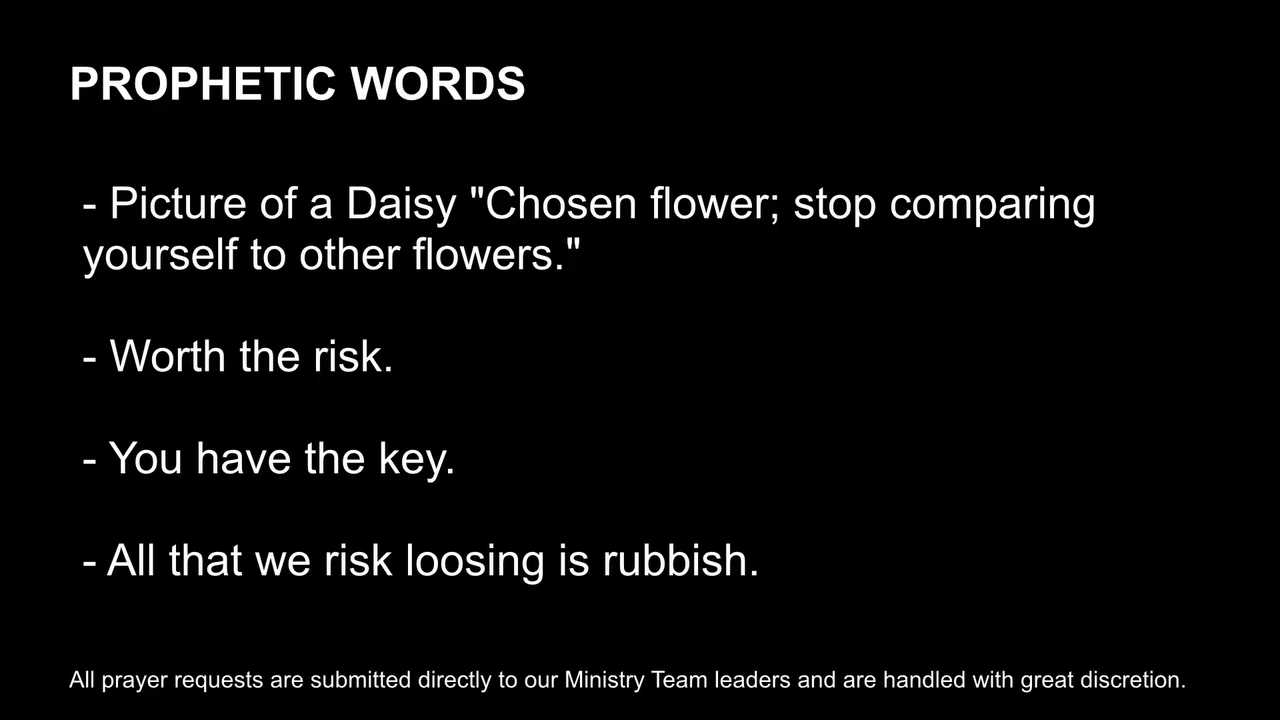 PROPHETIC WORDS
- Picture of a Daisy "Chosen flower; stop comparing
yourself to other flowers."
- Worth the risk.
- You have the key.
- All that we risk loosing is rubbish.
All prayer requests are submitted directly to our Ministry Team leaders and are handled with great discretion.